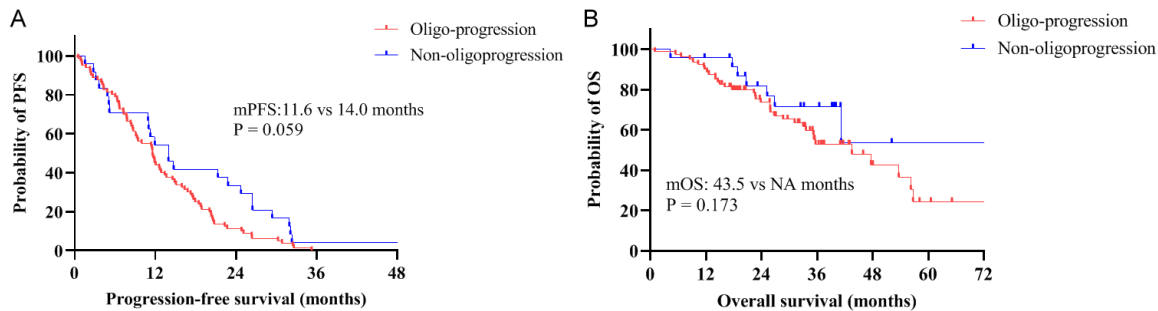 A
Oligo-progression
Non-oligoprogression
100
80
60
40
20
0
Probability of PFS
mPFS:11.6 vs 14.0 months
P = 0.059
0 12 24 36 48
Progression-free survival (months)
B
Oligo-progression
Non-oligoprogression
100
80
60
40
20
0
Probability of OS
mOS: 43.5 vs NA months
P = 0.173
0 12 24 36 48 60 72
Overall survival (months)